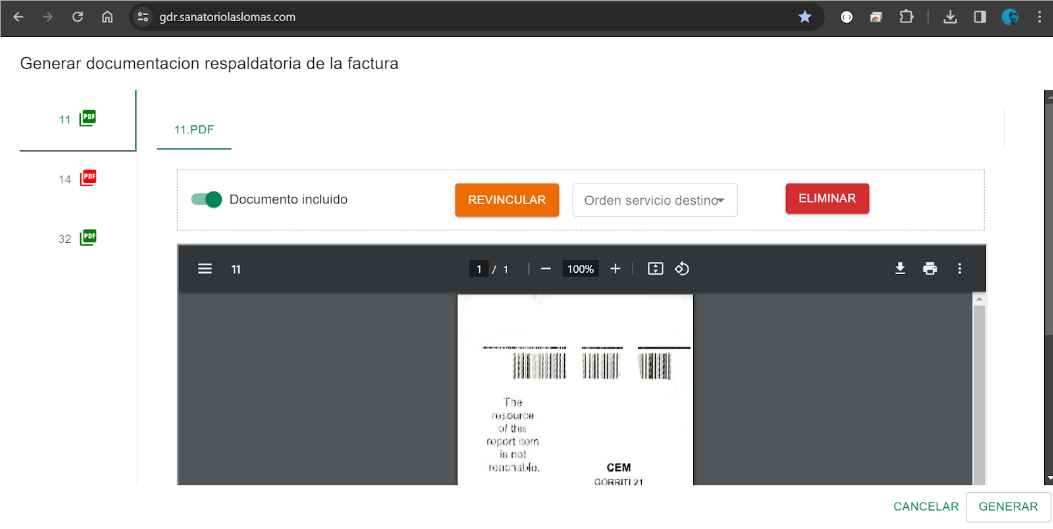 gdr.sanatoriolaslomas.com
Generar documentacion respaldatoria de la factura
11 PDF
14 PDF
32 PDF
11.PDF
Documento incluido
REVINCULAR
Orden servicio destino
ELIMINAR
11
1 / 1
100%
The
resource
of this
report item
is not
reachable.
CEM
GORRITI 21
CANCELAR
GENERAR